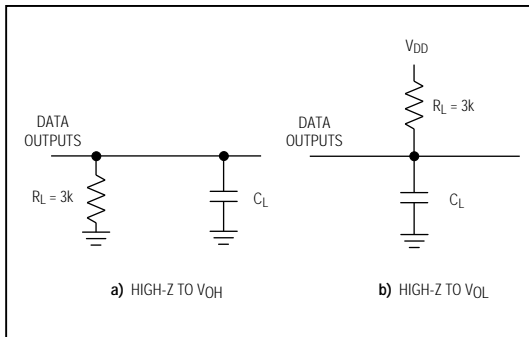 DATA
OUTPUTS
R_L = 3k
C_L
a) HIGH-Z TO V_OH
V_DD
R_L = 3k
DATA
OUTPUTS
C_L
b) HIGH-Z TO V_OL